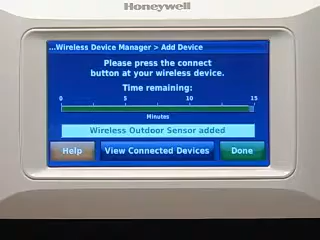 Honeywell
...Wireless Device Manager > Add Device
Please press the connect
button at your wireless device.
Time remaining:
0 5 10 15
Minutes
Wireless Outdoor Sensor added
Help View Connected Devices Done